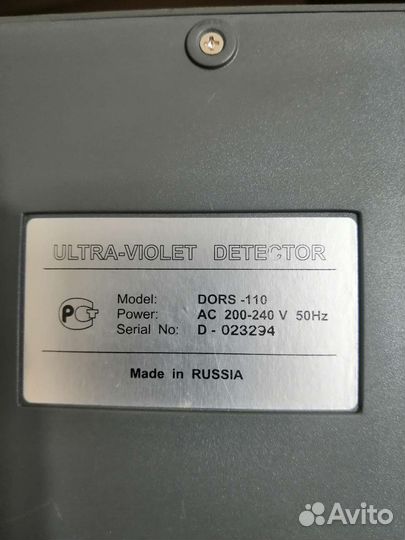 ULTRA-VIOLET DETECTOR
Model: DORS -110
Power: AC 200-240 V 50Hz
Serial No: D - 023294
Made in RUSSIA
Avito